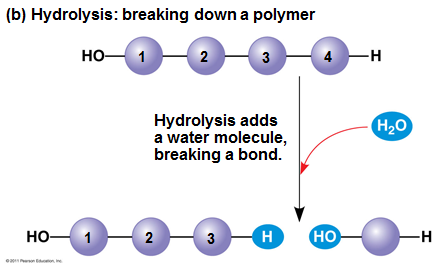 (b) Hydrolysis: breaking down a polymer
HO 1 2 3 4 H
Hydrolysis adds
a water molecule,
breaking a bond.
H₂O
HO 1 2 3 H HO H
©2011 Pearson Education, Inc.